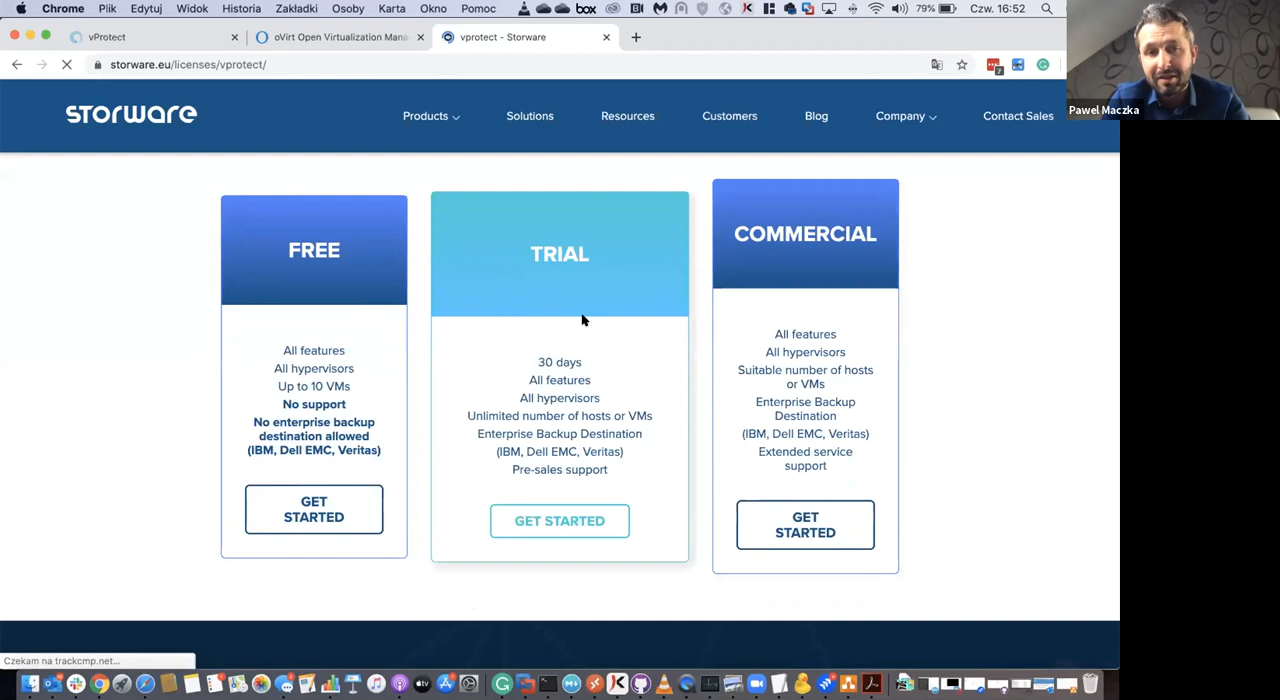 Chrome Plik Edytuj Widok Historia Zakładki Osoby Karta Okno Pomoc box 79% Czw. 16:52
vProtect
oVirt Open Virtualization Mana
vprotect - Storware
storware.eu/licenses/vprotect/
7
Pawel Maczka
storware
Products Solutions Resources Customers Blog Company Contact Sales
FREE
All features
All hypervisors
Up to 10 VMs
No support
No enterprise backup
destination allowed
(IBM, Dell EMC, Veritas)
GET
STARTED
TRIAL
30 days
All features
All hypervisors
Unlimited number of hosts or VMs
Enterprise Backup Destination
(IBM, Dell EMC, Veritas)
Pre-sales support
GET STARTED
COMMERCIAL
All features
All hypervisors
Suitable number of hosts
or VMs
Enterprise Backup
Destination
(IBM, Dell EMC, Veritas)
Extended service
support
GET
STARTED
Czekam na trackcmp.net...